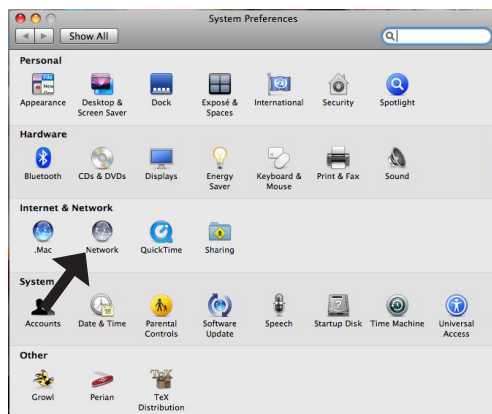 System Preferences
Show All
Personal
Appearance Desktop & Screen Saver Dock Exposé & Spaces International Security Spotlight
Hardware
Bluetooth CDs & DVDs Displays Energy Saver Keyboard & Mouse Print & Fax Sound
Internet & Network
.Mac Network QuickTime Sharing
System
Accounts Date & Time Parental Controls Software Update Speech Startup Disk Time Machine Universal Access
Other
Growl Perian TeX Distribution